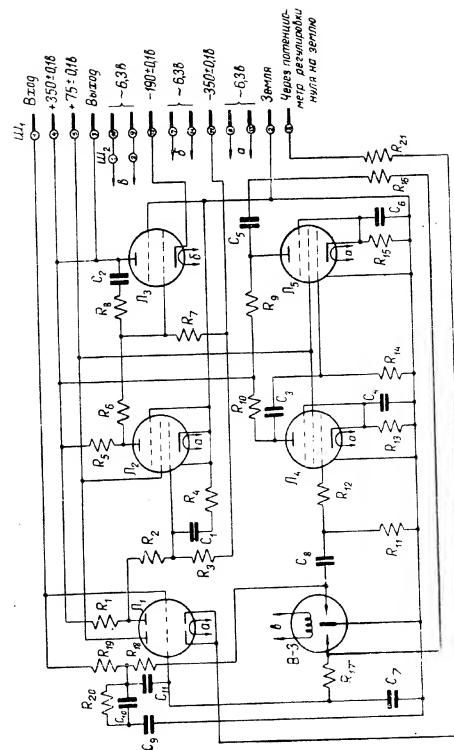 Ш₁ Вход
+350±0,1в
+75±0,1в
Выход
Ш₂
~6,3в
в
-190±0,1в
~6,3в
б
-350±0,1в
~6,3в
а
Земля
Через потенцио-
метр регулировки
нуля на землю
R₂₁
R₁₆
C₂
R₈
Л₃
б
R₇
C₅
R₉
Л₅
а
R₁₅
C₆
R₆
R₅
Л₂
а
R₄
C₁
R₂
R₃
R₁₀
C₃
Л₄
а
R₁₄
C₄
R₁₃
R₁₂
R₁₁
C₈
R₁
Л₁
а
R₁₉
R₁₈
R₂₀
C₁₀
C₁₁
C₉
В-3
в
R₁₇
C₇